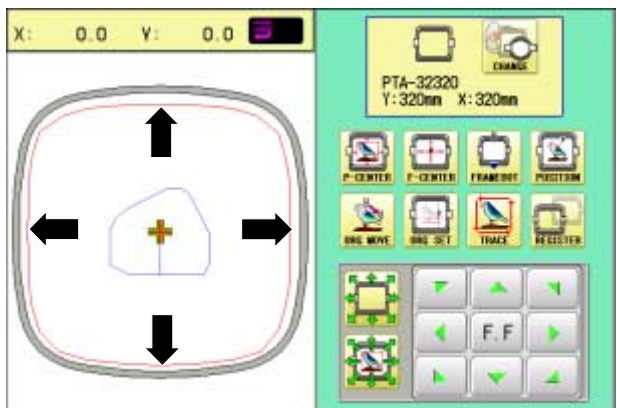 X: 0.0 Y: 0.0
CHANGE
PTA-32320
Y:320mm X:320mm
P-CENTER F-CENTER FRAMEOUT POSITION
ORG MOVE ORG SET TRACE REGISTER
F.F